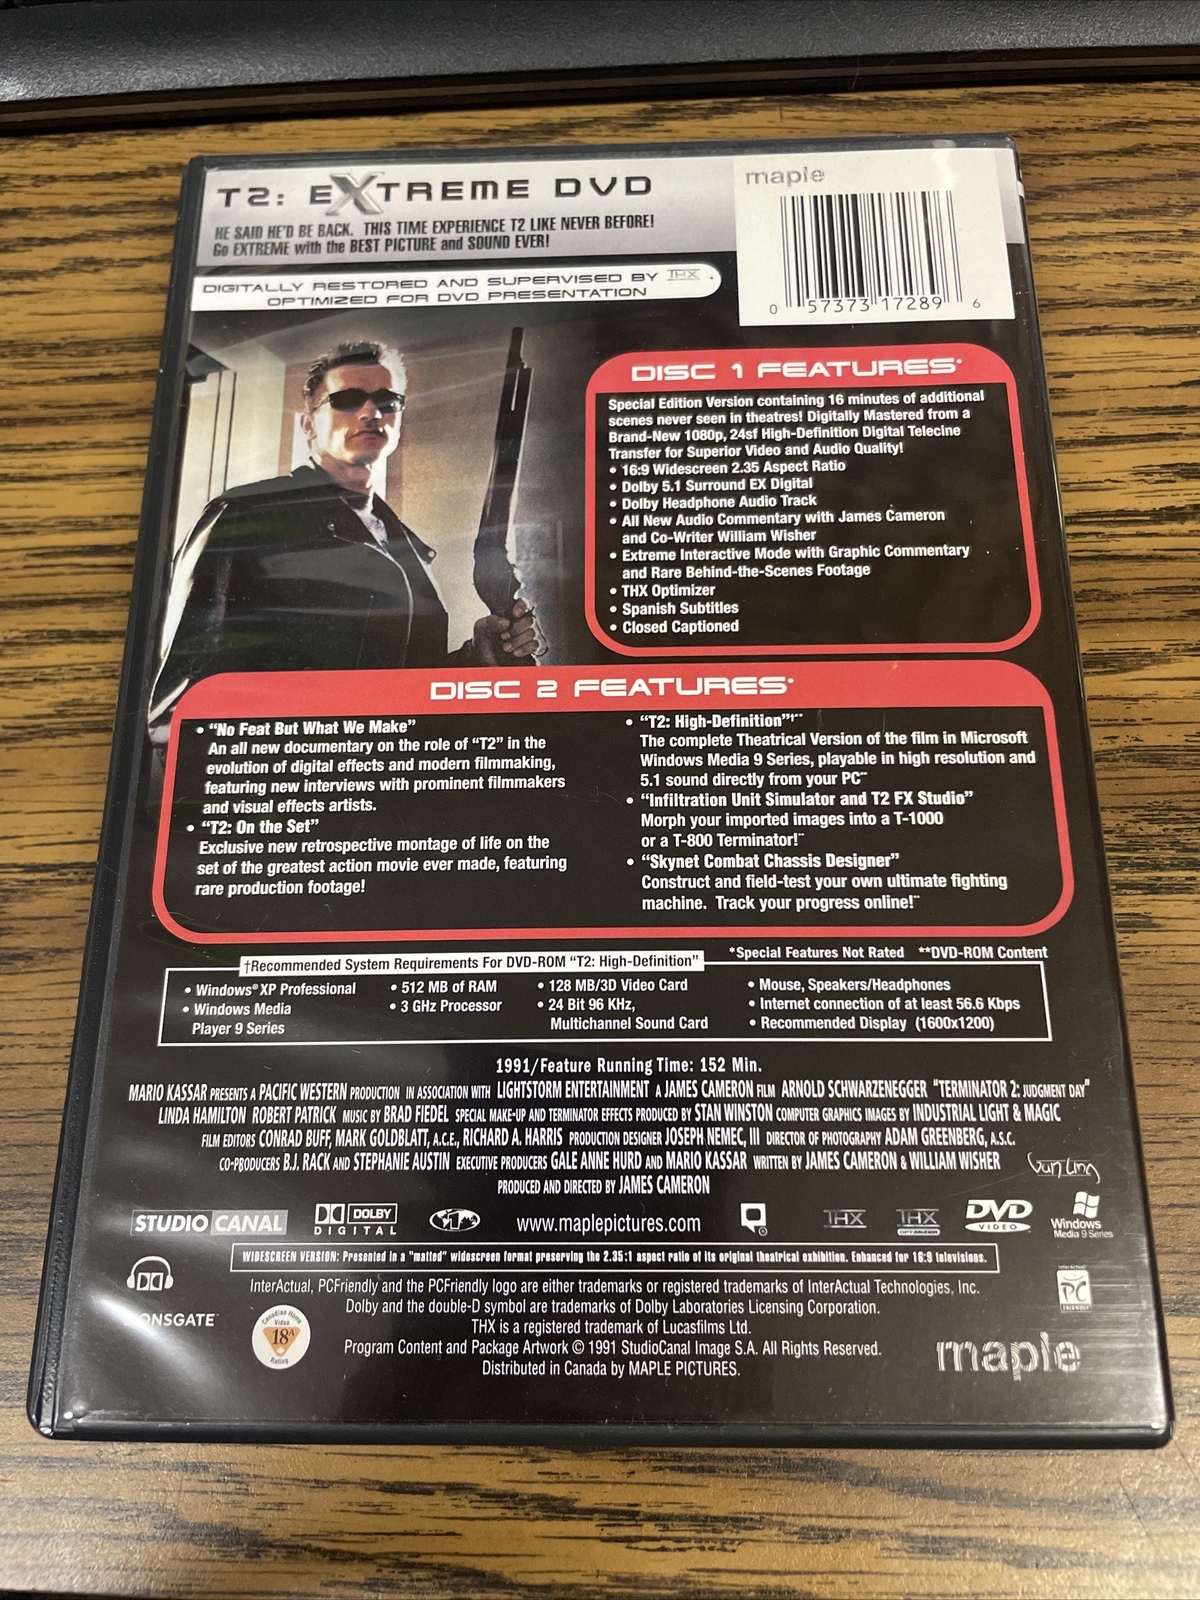 T2: EXTREME DVD
HE SAID HE'D BE BACK. THIS TIME EXPERIENCE T2 LIKE NEVER BEFORE!
Go EXTREME with the BEST PICTURE and SOUND EVER!
DIGITALLY RESTORED AND SUPERVISED BY THX.
OPTIMIZED FOR DVD PRESENTATION
maple
0 57373 17289 6
DISC 1 FEATURES*
Special Edition Version containing 16 minutes of additional
scenes never seen in theatres! Digitally Mastered from a
Brand-New 1080p, 24sf High-Definition Digital Telecine
Transfer for Superior Video and Audio Quality!
• 16:9 Widescreen 2.35 Aspect Ratio
• Dolby 5.1 Surround EX Digital
• Dolby Headphone Audio Track
• All New Audio Commentary with James Cameron
and Co-Writer William Wisher
• Extreme Interactive Mode with Graphic Commentary
and Rare Behind-the-Scenes Footage
• THX Optimizer
• Spanish Subtitles
• Closed Captioned
DISC 2 FEATURES*
• "No Feat But What We Make"
An all new documentary on the role of "T2" in the
evolution of digital effects and modern filmmaking,
featuring new interviews with prominent filmmakers
and visual effects artists.
• "T2: On the Set"
Exclusive new retrospective montage of life on the
set of the greatest action movie ever made, featuring
rare production footage!
• "T2: High-Definition"†**
The complete Theatrical Version of the film in Microsoft
Windows Media 9 Series, playable in high resolution and
5.1 sound directly from your PC**
• "Infiltration Unit Simulator and T2 FX Studio"
Morph your imported images into a T-1000
or a T-800 Terminator!**
• "Skynet Combat Chassis Designer"
Construct and field-test your own ultimate fighting
machine. Track your progress online!**
*Special Features Not Rated **DVD-ROM Content
†Recommended System Requirements For DVD-ROM "T2: High-Definition"
• Windows® XP Professional
• Windows Media
Player 9 Series
• 512 MB of RAM
• 3 GHz Processor
• 128 MB/3D Video Card
• 24 Bit 96 KHz,
Multichannel Sound Card
• Mouse, Speakers/Headphones
• Internet connection of at least 56.6 Kbps
• Recommended Display (1600x1200)
1991/Feature Running Time: 152 Min.
MARIO KASSAR PRESENTS A PACIFIC WESTERN PRODUCTION IN ASSOCIATION WITH LIGHTSTORM ENTERTAINMENT A JAMES CAMERON FILM ARNOLD SCHWARZENEGGER "TERMINATOR 2: JUDGMENT DAY"
LINDA HAMILTON ROBERT PATRICK MUSIC BY BRAD FIEDEL SPECIAL MAKE-UP AND TERMINATOR EFFECTS PRODUCED BY STAN WINSTON COMPUTER GRAPHICS IMAGES BY INDUSTRIAL LIGHT & MAGIC
FILM EDITORS CONRAD BUFF, MARK GOLDBLATT, A.C.E., RICHARD A. HARRIS PRODUCTION DESIGNER JOSEPH NEMEC, III DIRECTOR OF PHOTOGRAPHY ADAM GREENBERG, A.S.C.
CO-PRODUCERS B.J. RACK AND STEPHANIE AUSTIN EXECUTIVE PRODUCERS GALE ANNE HURD AND MARIO KASSAR WRITTEN BY JAMES CAMERON & WILLIAM WISHER
PRODUCED AND DIRECTED BY JAMES CAMERON
STUDIO CANAL
DOLBY DIGITAL
www.maplepictures.com
THX
THX OPTIMIZER
DVD VIDEO
Windows Media 9 Series
WIDESCREEN VERSION: Presented in a "matted" widescreen format preserving the 2.35:1 aspect ratio of its original theatrical exhibition. Enhanced for 16:9 televisions.
InterActual, PCFriendly and the PCFriendly logo are either trademarks or registered trademarks of InterActual Technologies, Inc.
Dolby and the double-D symbol are trademarks of Dolby Laboratories Licensing Corporation.
THX is a registered trademark of Lucasfilms Ltd.
Program Content and Package Artwork © 1991 StudioCanal Image S.A. All Rights Reserved.
Distributed in Canada by MAPLE PICTURES.
InterActual PC FRIENDLY
LIONSGATE
Canadian Home Video 18A Rating
maple